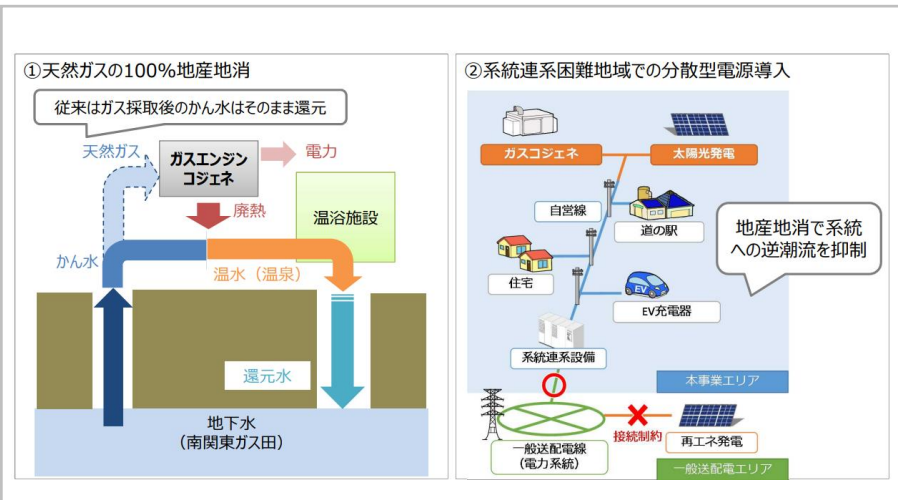 ①天然ガスの100%地産地消
従来はガス採取後のかん水はそのまま還元
天然ガス
ガスエンジン
コジェネ
電力
廃熱
温浴施設
かん水
温水（温泉）
還元水
地下水
（南関東ガス田）
②系統連系困難地域での分散型電源導入
ガスコジェネ
太陽光発電
自営線
道の駅
地産地消で系統
への逆潮流を抑制
住宅
EV
EV充電器
系統連系設備
本事業エリア
接続制約
再エネ発電
一般送配電線
（電力系統）
一般送配電エリア